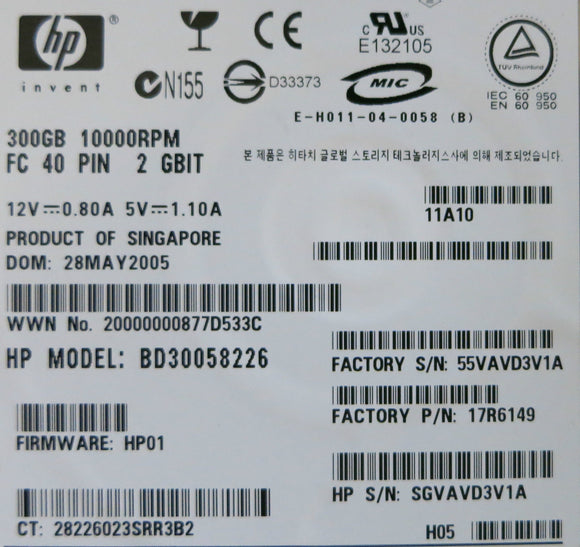 hp ®
invent
C UL US
E132105
N155
D33373
MIC
TÜV Rheinland
IEC 60 950
EN 60 950
E-H011-04-0058 (B)
300GB 10000RPM
FC 40 PIN 2 GBIT
본 제품은 히타치 글로벌 스토리지 테크놀러지스사에 의해 제조되었습니다.
12V⎓0.80A 5V⎓1.10A
11A10
PRODUCT OF SINGAPORE
DOM: 28MAY2005
WWN No. 20000000877D533C
HP MODEL: BD30058226
FACTORY S/N: 55VAVD3V1A
FACTORY P/N: 17R6149
FIRMWARE: HP01
HP S/N: SGVAVD3V1A
CT: 28226023SRR3B2
H05